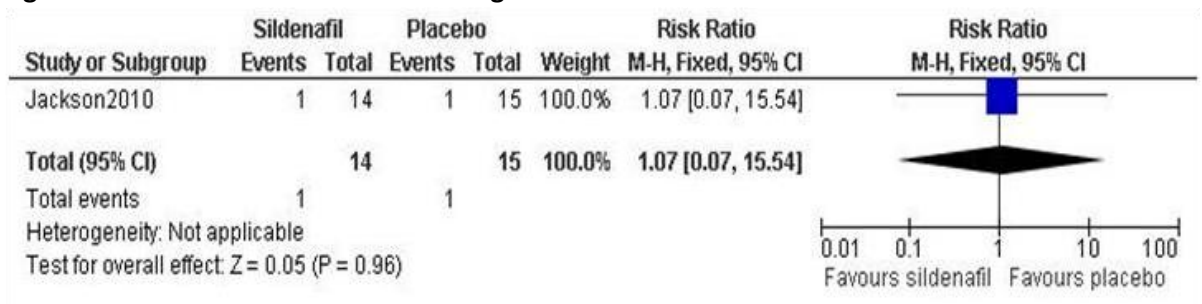 Sildenafil Placebo Risk Ratio Risk Ratio
Study or Subgroup Events Total Events Total Weight M-H, Fixed, 95% CI M-H, Fixed, 95% CI
Jackson2010 1 14 1 15 100.0% 1.07 [0.07, 15.54]
Total (95% CI) 14 15 100.0% 1.07 [0.07, 15.54]
Total events 1 1
Heterogeneity: Not applicable
Test for overall effect: Z = 0.05 (P = 0.96)
0.01 0.1 1 10 100
Favours sildenafil Favours placebo